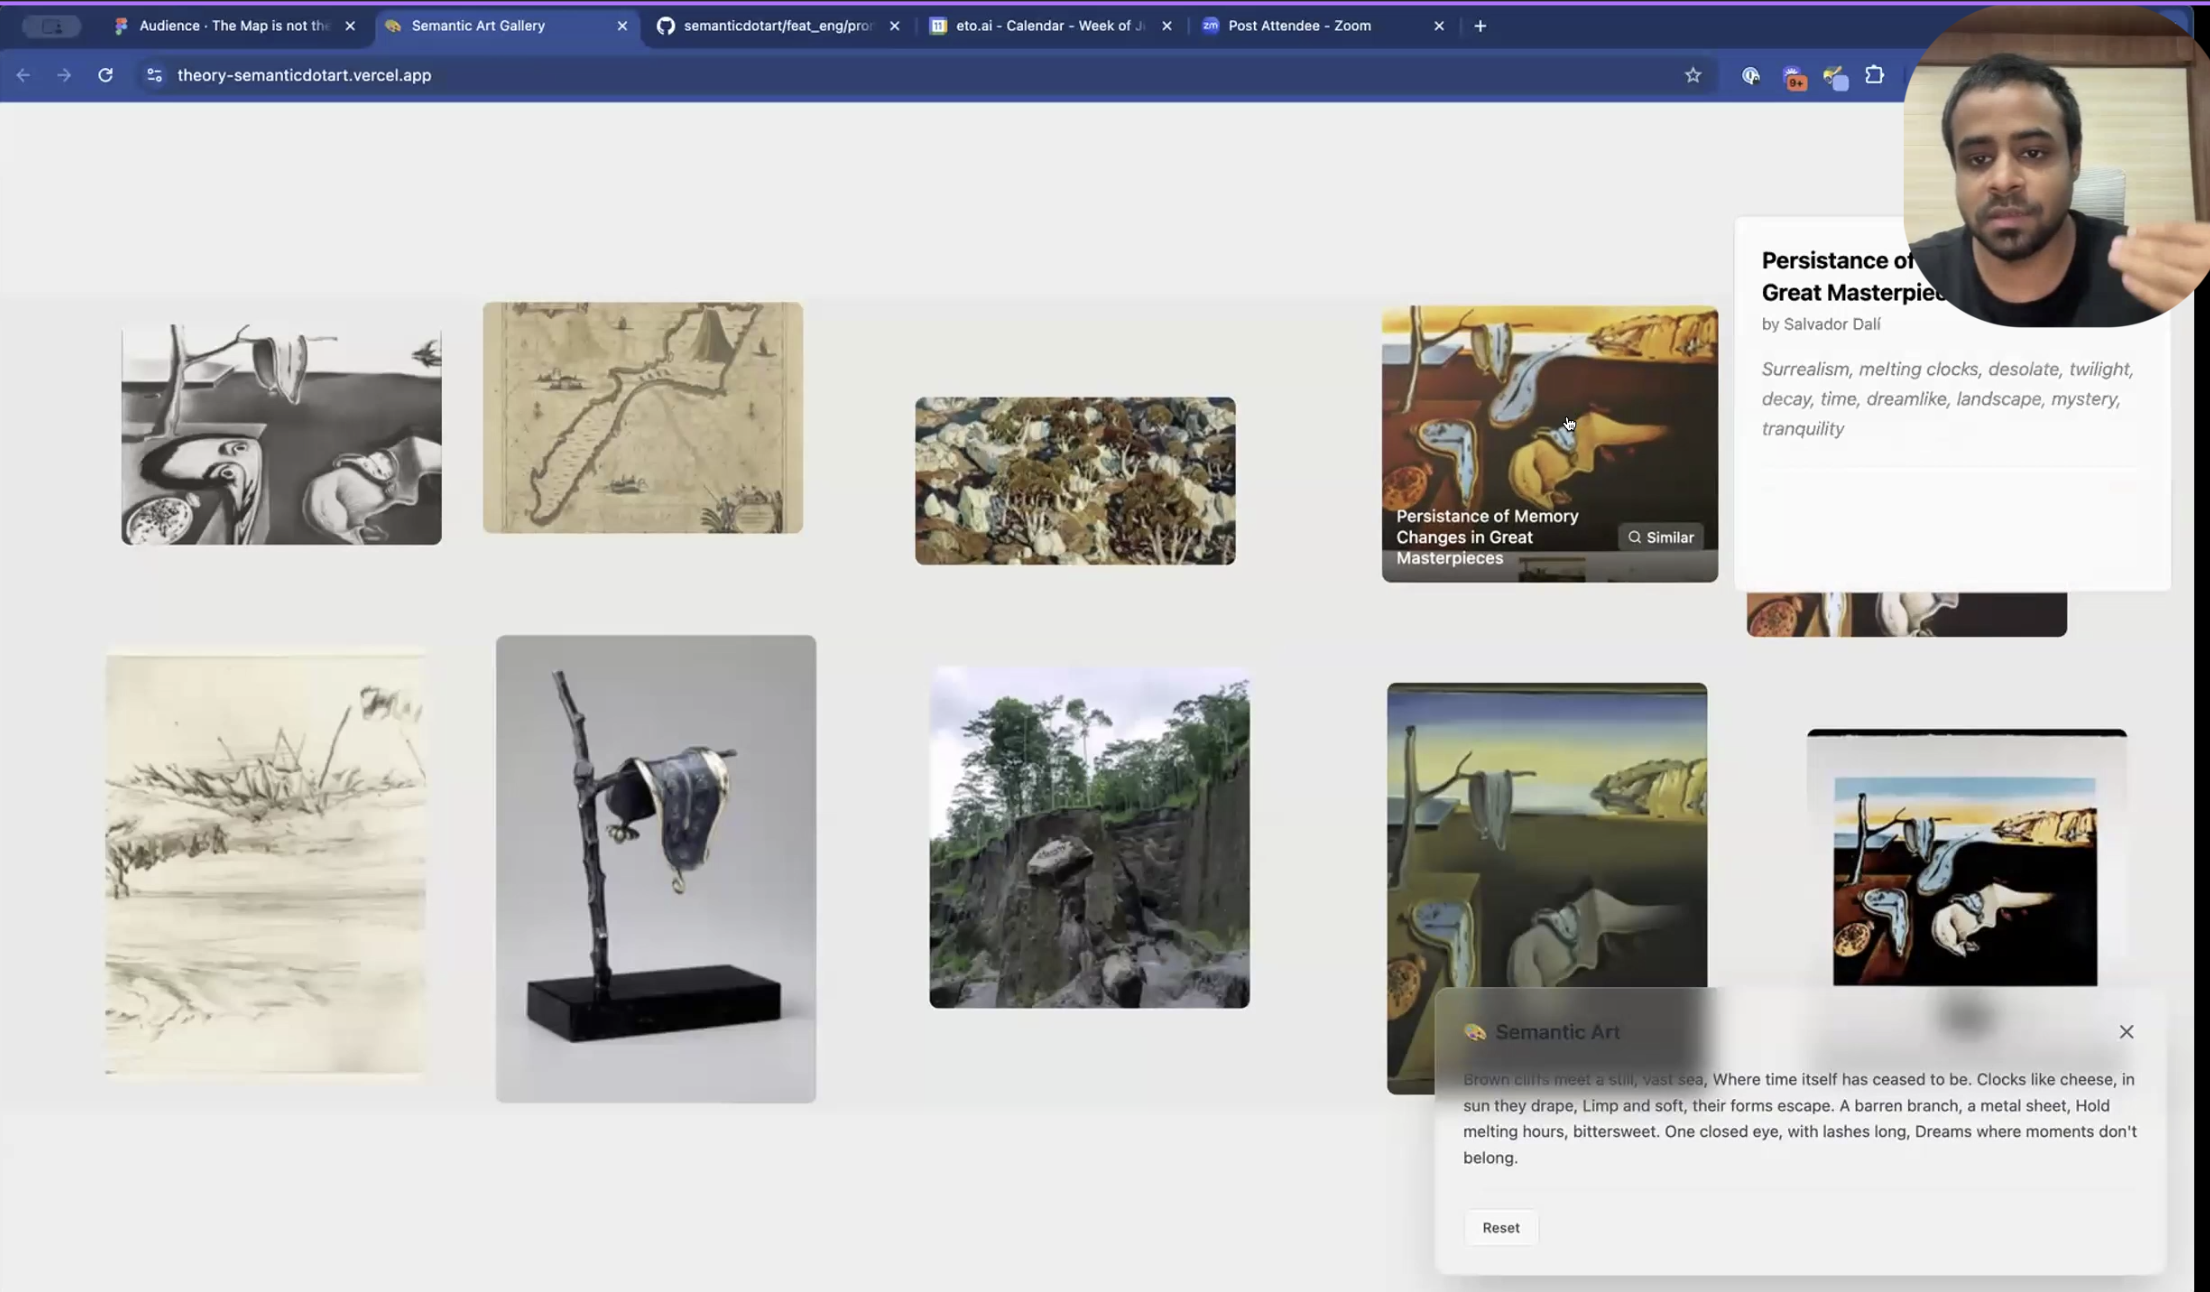 Audience · The Map is not the
Semantic Art Gallery
semanticdotart/feat_eng/pro
eto.ai - Calendar - Week of J
zm
Post Attendee - Zoom
theory-semanticdotart.vercel.app
9+
Persistance of
Great Masterpie
by Salvador Dalí
Surrealism, melting clocks, desolate, twilight,
decay, time, dreamlike, landscape, mystery,
tranquility
Persistance of Memory
Changes in Great
Masterpieces
Similar
Semantic Art
Brown cliffs meet a still, vast sea, Where time itself has ceased to be. Clocks like cheese, in
sun they drape, Limp and soft, their forms escape. A barren branch, a metal sheet, Hold
melting hours, bittersweet. One closed eye, with lashes long, Dreams where moments don't
belong.
Reset